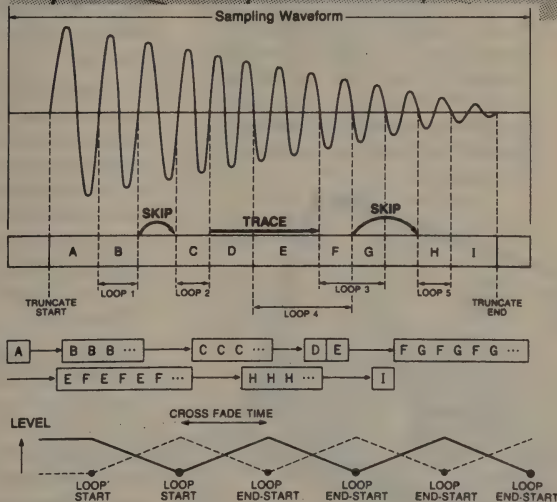 Sampling Waveform
SKIP TRACE SKIP
A B C D E F G H I
LOOP 1 LOOP 2 LOOP 3 LOOP 5
TRUNCATE START LOOP 4 TRUNCATE END
A B B B ··· C C C ··· D E F G F G F G ···
E F E F E F ··· H H H ··· I
CROSS FADE TIME
LEVEL
LOOP START LOOP START LOOP END-START LOOP END-START LOOP END-START LOOP END-START